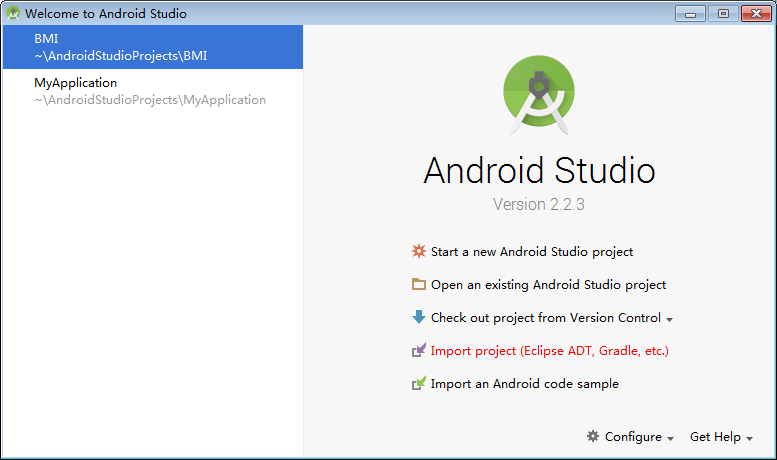 Welcome to Android Studio
BMI
~\AndroidStudioProjects\BMI
MyApplication
~\AndroidStudioProjects\MyApplication
Android Studio
Version 2.2.3
Start a new Android Studio project
Open an existing Android Studio project
Check out project from Version Control
Import project (Eclipse ADT, Gradle, etc.)
Import an Android code sample
Configure Get Help